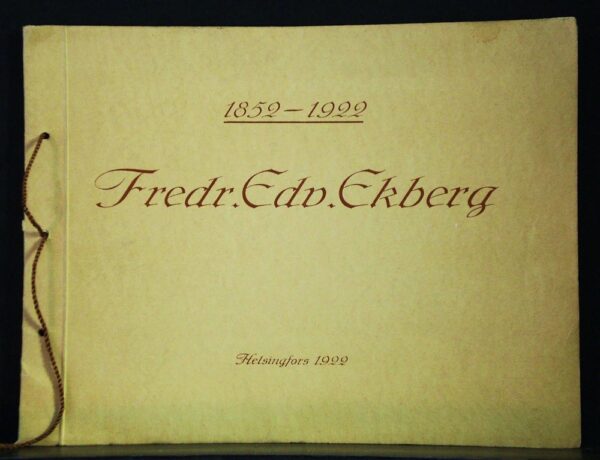 1852 – 1922
Fredr. Edv. Ekberg
Helsingfors 1922